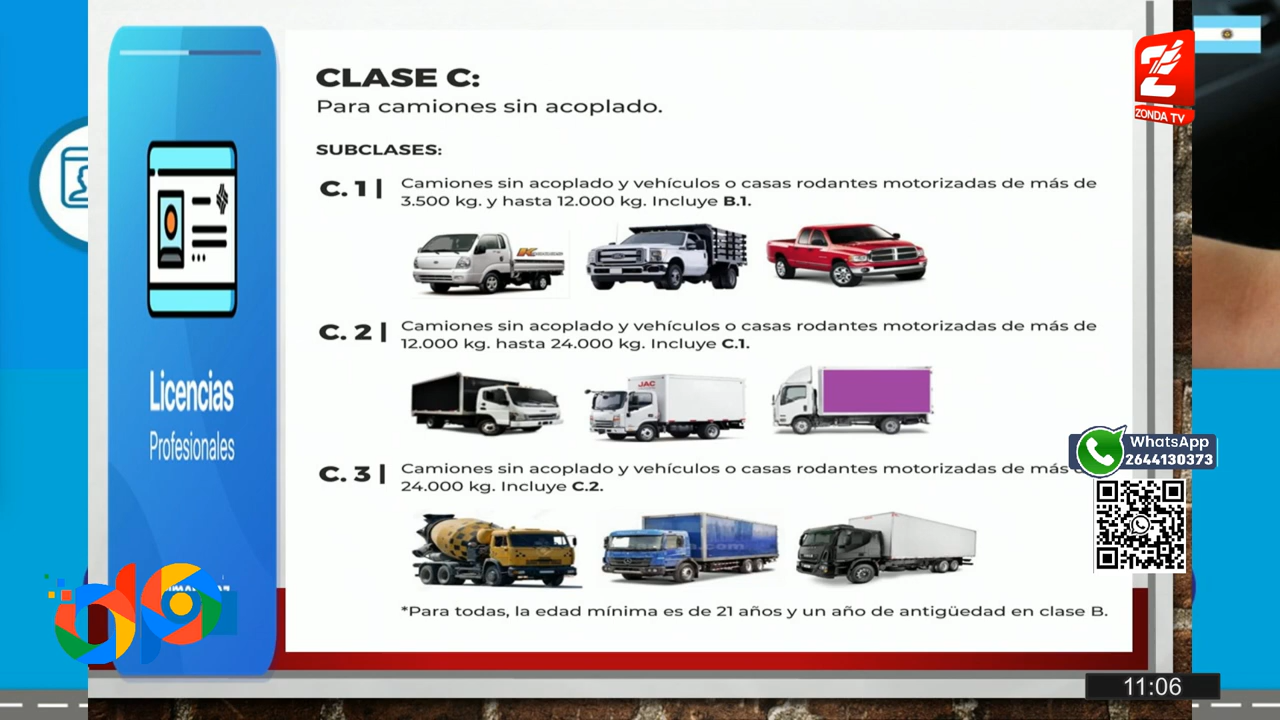 CLASE C:
Para camiones sin acoplado.
SUBCLASES:
C. 1 | Camiones sin acoplado y vehículos o casas rodantes motorizadas de más de
3.500 kg. y hasta 12.000 kg. Incluye B.1.
C. 2 | Camiones sin acoplado y vehículos o casas rodantes motorizadas de más de
12.000 kg. hasta 24.000 kg. Incluye C.1.
JAC
C. 3 | Camiones sin acoplado y vehículos o casas rodantes motorizadas de más
24.000 kg. Incluye C.2.
*Para todas, la edad mínima es de 21 años y un año de antigüedad en clase B.
Licencias
Profesionales
ZONDA TV
WhatsApp
2644130373
11:06